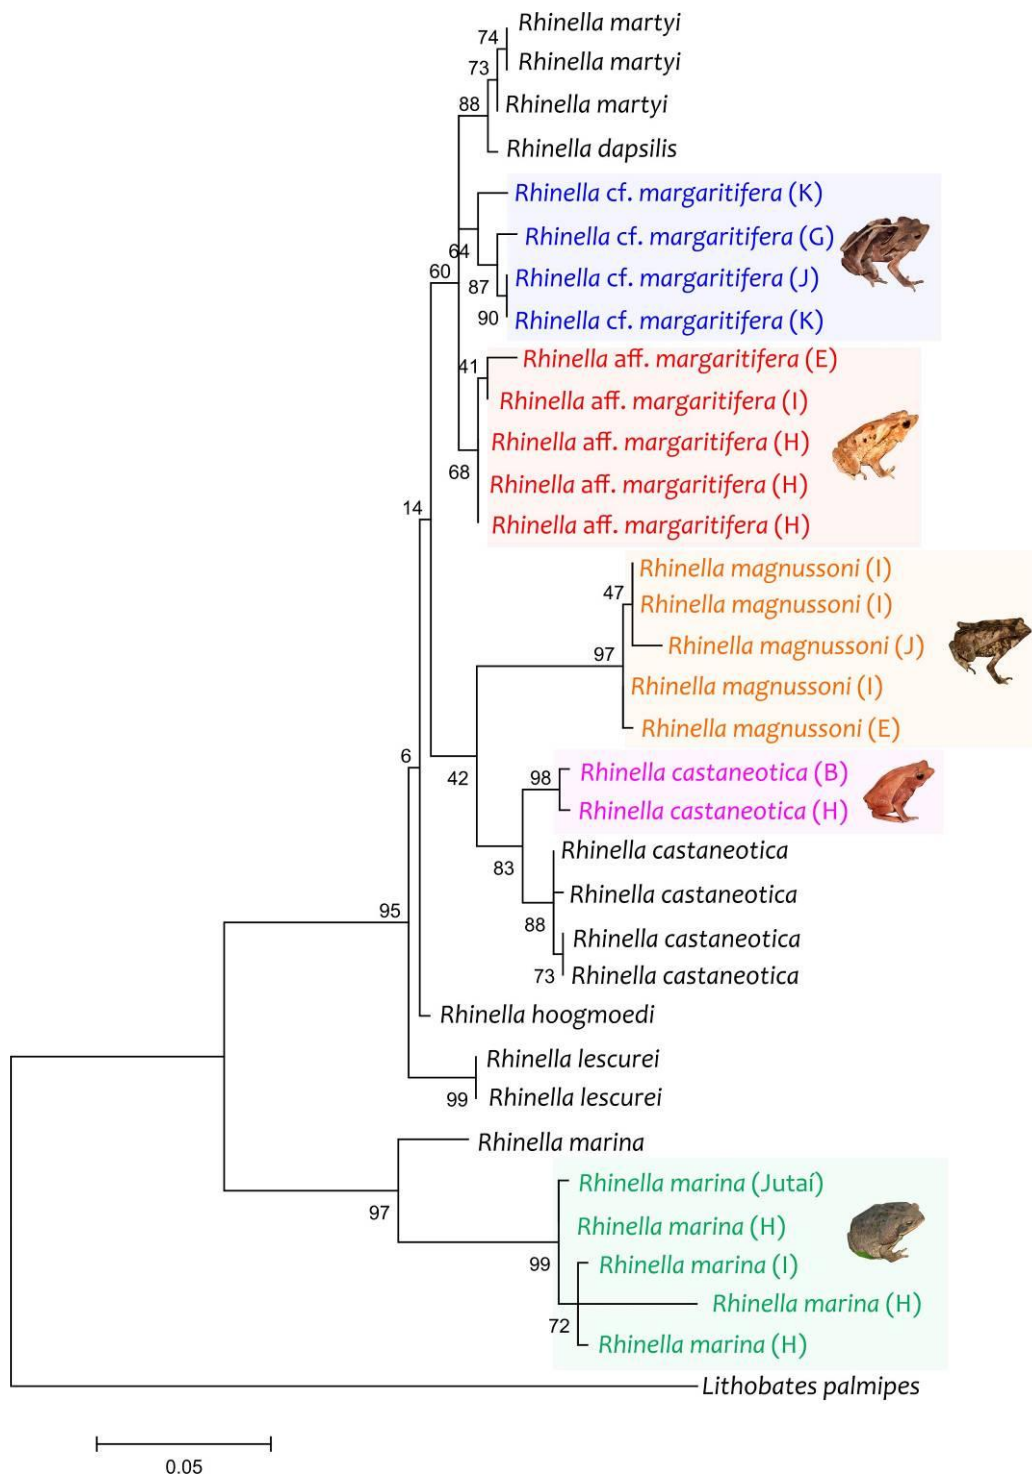 Rhinella martyi
74
Rhinella martyi
73
Rhinella martyi
88
Rhinella dapsilis
Rhinella cf. margaritifera (K)
Rhinella cf. margaritifera (G)
64
60
Rhinella cf. margaritifera (J)
87
90
Rhinella cf. margaritifera (K)
Rhinella aff. margaritifera (E)
41
Rhinella aff. margaritifera (I)
Rhinella aff. margaritifera (H)
68
Rhinella aff. margaritifera (H)
14
Rhinella aff. margaritifera (H)
Rhinella magnussoni (I)
47
Rhinella magnussoni (I)
Rhinella magnussoni (J)
97
Rhinella magnussoni (I)
Rhinella magnussoni (E)
6
42
98
Rhinella castaneotica (B)
Rhinella castaneotica (H)
Rhinella castaneotica
83
Rhinella castaneotica
95
88
Rhinella castaneotica
73
Rhinella castaneotica
Rhinella hoogmoedi
Rhinella lescurei
99
Rhinella lescurei
Rhinella marina
Rhinella marina (Jutaí)
97
Rhinella marina (H)
99
Rhinella marina (I)
Rhinella marina (H)
72
Rhinella marina (H)
Lithobates palmipes
0.05